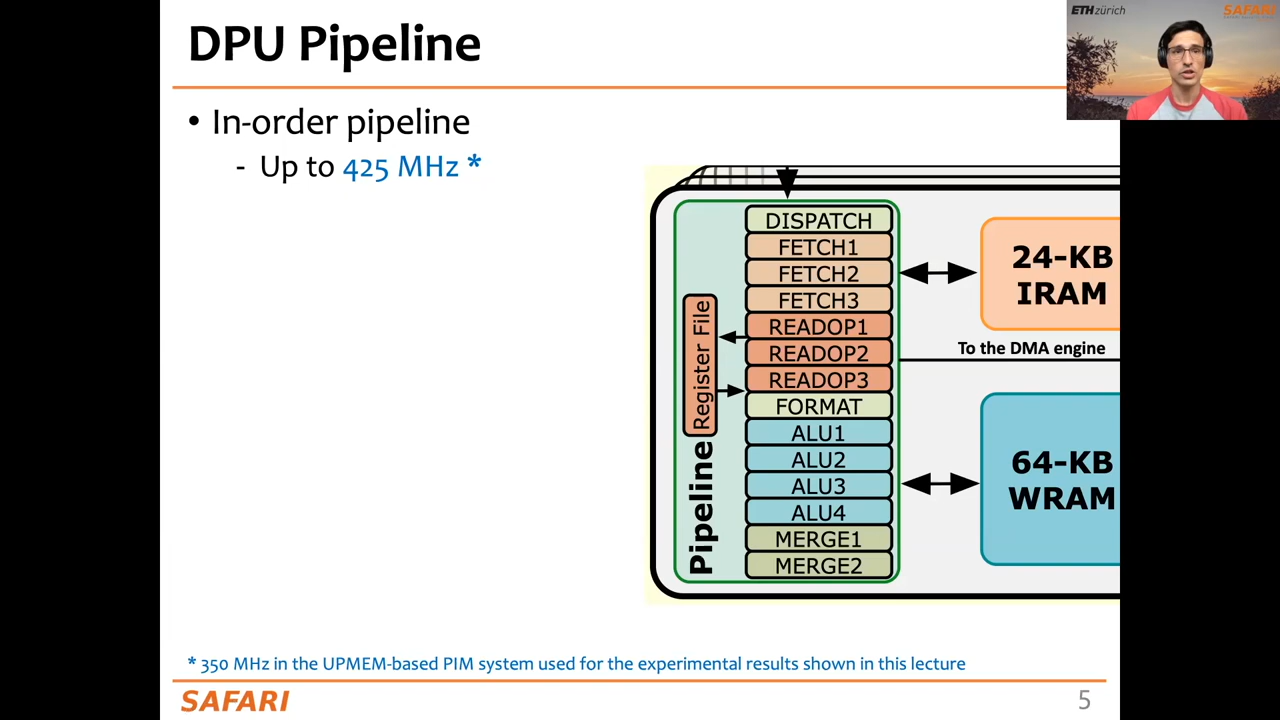 DPU Pipeline
ETH zürich
SAFARI
• In-order pipeline
- Up to 425 MHz *
DISPATCH
FETCH1
FETCH2
FETCH3
READOP1
READOP2
READOP3
FORMAT
ALU1
ALU2
ALU3
ALU4
MERGE1
MERGE2
Register File
Pipeline
24-KB
IRAM
To the DMA engine
64-KB
WRAM
* 350 MHz in the UPMEM-based PIM system used for the experimental results shown in this lecture
SAFARI
5